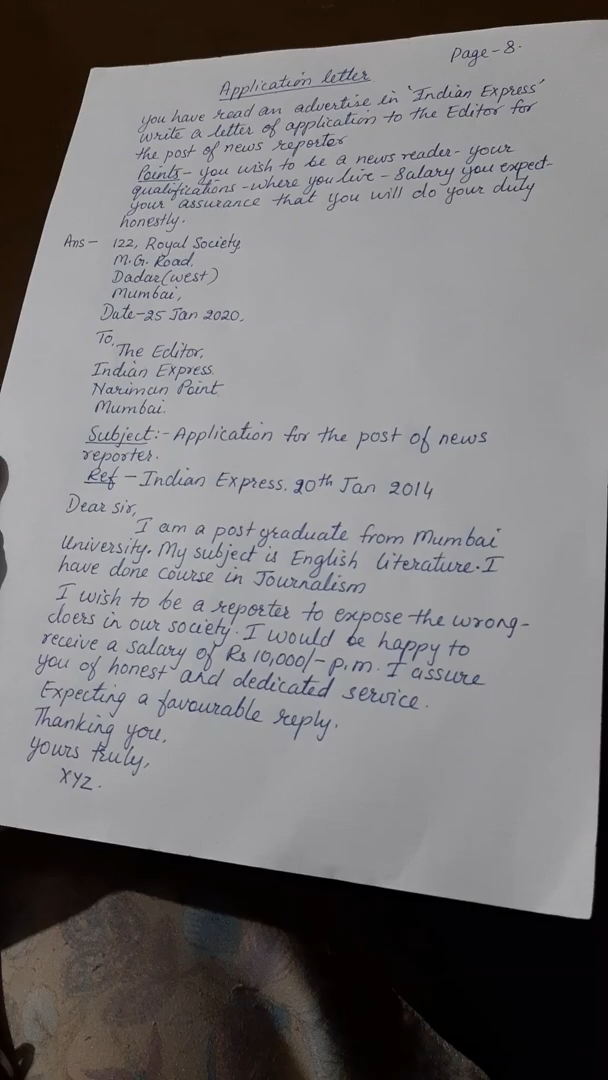 Page-8.
Application letter
you have read an advertise in 'Indian Express'
write a letter of application to the Editor for
the post of news reporter
Points - you wish to be a news reader - your
qualifications - where you live - Salary you expect-
your assurance that you will do your duty
honestly.
Ans - 122, Royal Society
M.G. Road,
Dadar (west)
Mumbai,
Date-25 Jan 2020,
To,
The Editor,
Indian Express
Nariman Point
Mumbai.
Subject:- Application for the post of news
reporter.
Ref - Indian Express. 20th Jan 2014
Dear sir,
I am a post graduate from Mumbai
University. My subject is English literature. I
have done course in Journalism
I wish to be a reporter to expose the wrong-
doers in our society. I would be happy to
receive a salary of Rs 10,000/- p.m. I assure
you of honest and dedicated service.
Expecting a favourable reply.
Thanking you,
yours truly,
XYZ.